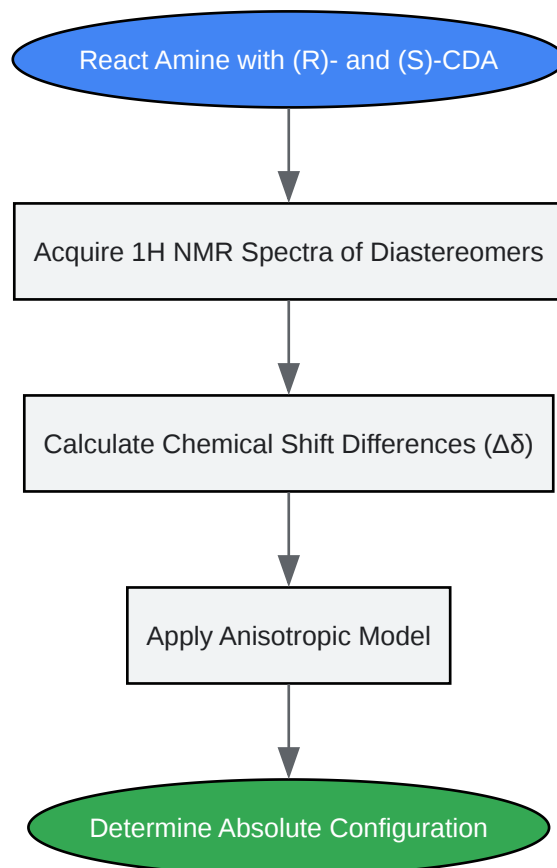 React Amine with (R)- and (S)-CDA
Acquire 1H NMR Spectra of Diastereomers
Calculate Chemical Shift Differences (Δδ)
Apply Anisotropic Model
Determine Absolute Configuration